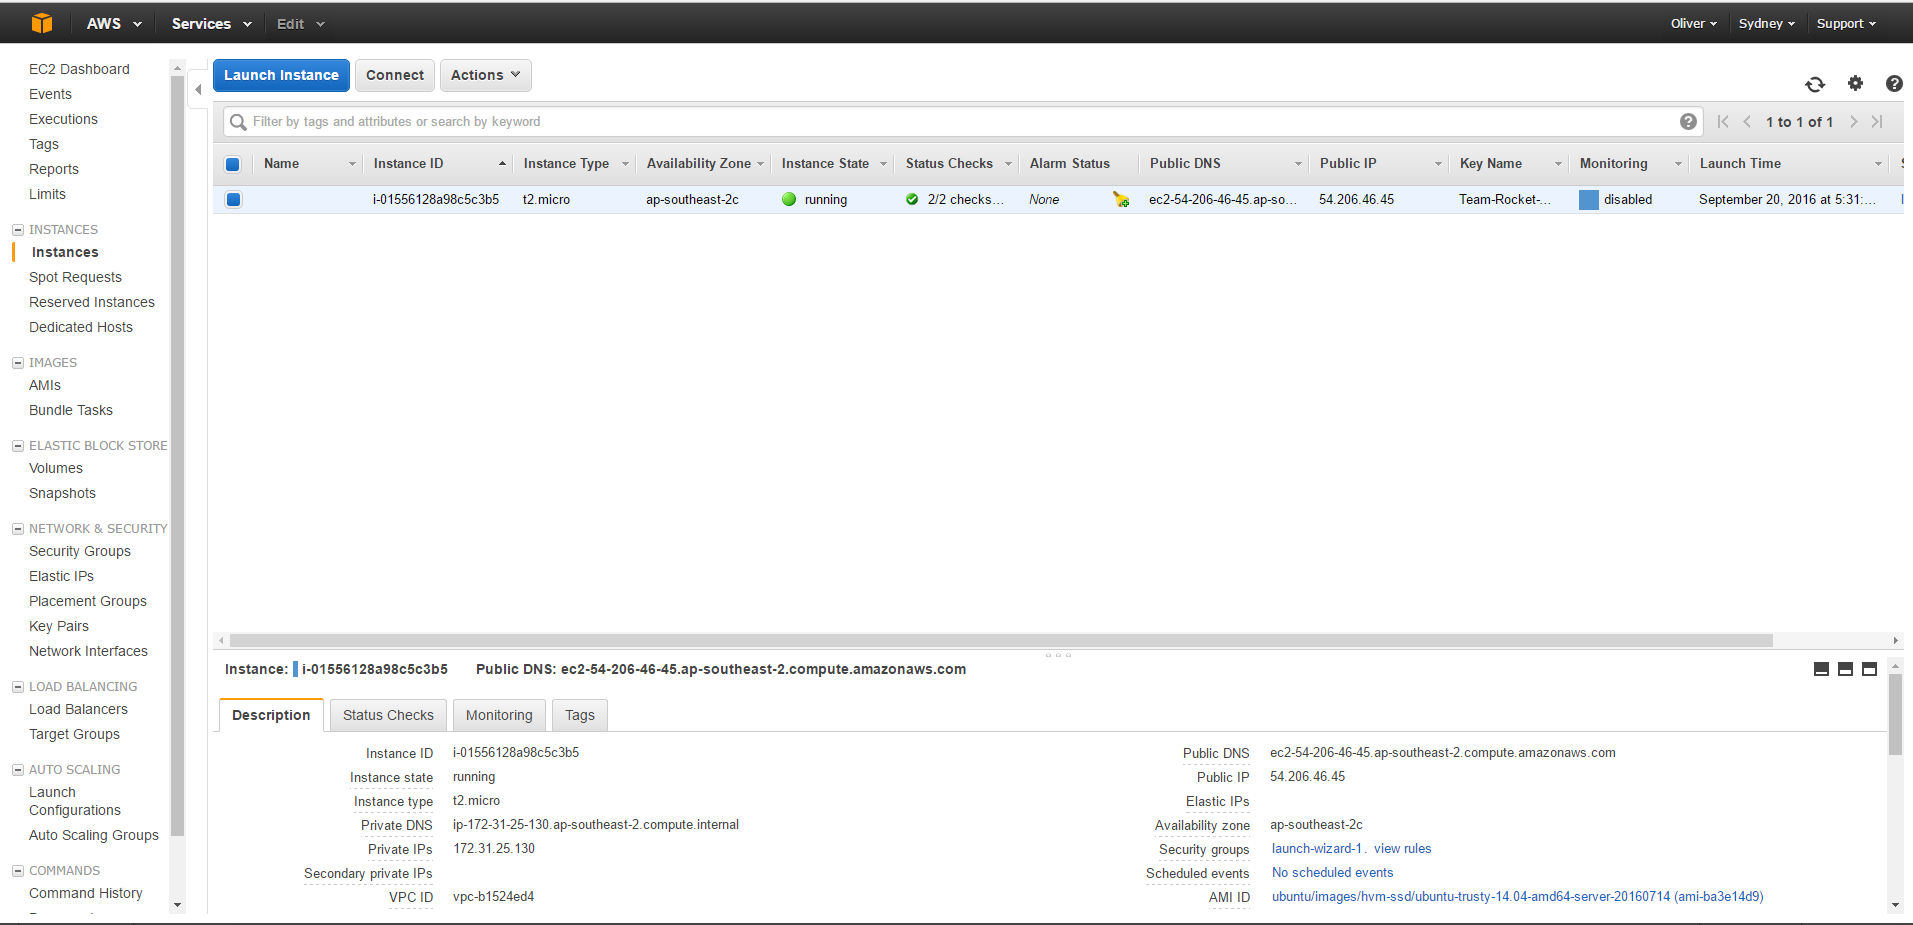 AWS Services Edit Oliver Sydney Support
EC2 Dashboard
Events
Executions
Tags
Reports
Limits
INSTANCES
Instances
Spot Requests
Reserved Instances
Dedicated Hosts
IMAGES
AMIs
Bundle Tasks
ELASTIC BLOCK STORE
Volumes
Snapshots
NETWORK & SECURITY
Security Groups
Elastic IPs
Placement Groups
Key Pairs
Network Interfaces
LOAD BALANCING
Load Balancers
Target Groups
AUTO SCALING
Launch
Configurations
Auto Scaling Groups
COMMANDS
Command History
Launch Instance Connect Actions
Filter by tags and attributes or search by keyword
1 to 1 of 1
Name Instance ID Instance Type Availability Zone Instance State Status Checks Alarm Status Public DNS Public IP Key Name Monitoring Launch Time
i-01556128a98c5c3b5 t2.micro ap-southeast-2c running 2/2 checks... None ec2-54-206-46-45.ap-so... 54.206.46.45 Team-Rocket-... disabled September 20, 2016 at 5:31:...
Instance: i-01556128a98c5c3b5 Public DNS: ec2-54-206-46-45.ap-southeast-2.compute.amazonaws.com
Description Status Checks Monitoring Tags
Instance ID i-01556128a98c5c3b5
Instance state running
Instance type t2.micro
Private DNS ip-172-31-25-130.ap-southeast-2.compute.internal
Private IPs 172.31.25.130
Secondary private IPs
VPC ID vpc-b1524ed4
Public DNS ec2-54-206-46-45.ap-southeast-2.compute.amazonaws.com
Public IP 54.206.46.45
Elastic IPs
Availability zone ap-southeast-2c
Security groups launch-wizard-1. view rules
Scheduled events No scheduled events
AMI ID ubuntu/images/hvm-ssd/ubuntu-trusty-14.04-amd64-server-20160714 (ami-ba3e14d9)